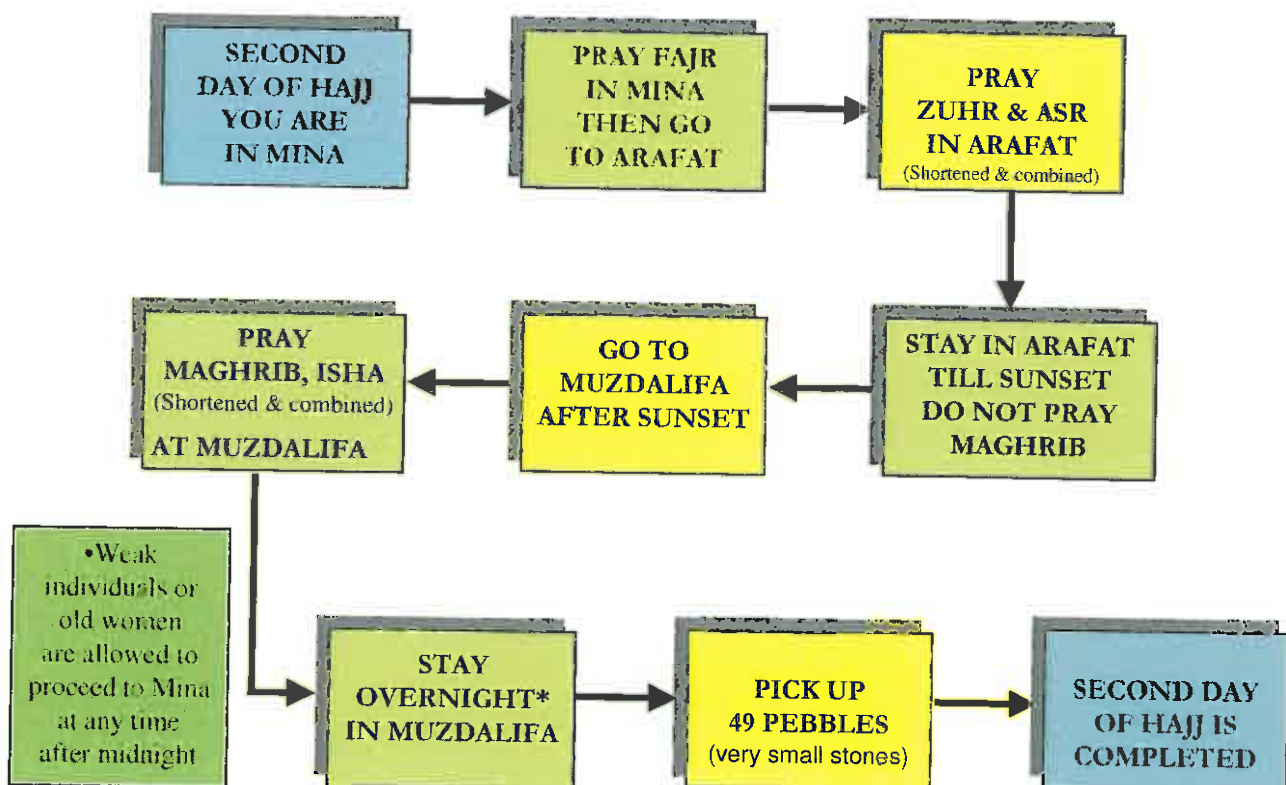 SECOND
DAY OF HAJJ
YOU ARE
IN MINA
PRAY FAJR
IN MINA
THEN GO
TO ARAFAT
PRAY
ZUHR & ASR
IN ARAFAT
(Shortened & combined)
STAY IN ARAFAT
TILL SUNSET
DO NOT PRAY
MAGHRIB
GO TO
MUZDALIFA
AFTER SUNSET
PRAY
MAGHRIB, ISHA
(Shortened & combined)
AT MUZDALIFA
•Weak
individuals or
old women
are allowed to
proceed to Mina
at any time
after midnight
STAY
OVERNIGHT*
IN MUZDALIFA
PICK UP
49 PEBBLES
(very small stones)
SECOND DAY
OF HAJJ IS
COMPLETED